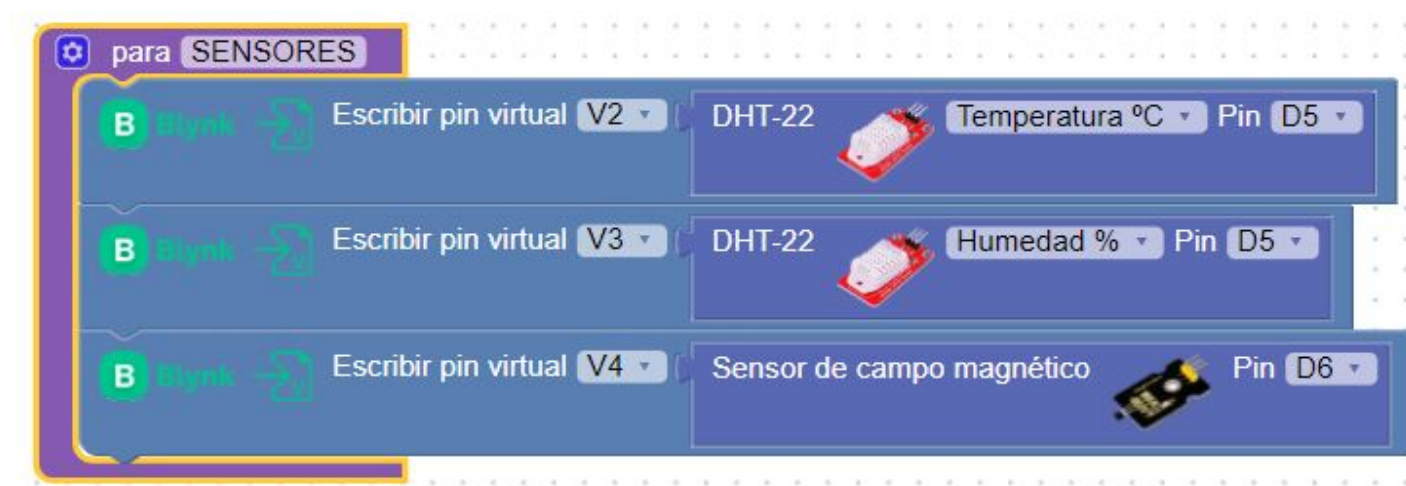 para SENSORES
B Blynk Escribir pin virtual V2 DHT-22 Temperatura ºC Pin D5
B Blynk Escribir pin virtual V3 DHT-22 Humedad % Pin D5
B Blynk Escribir pin virtual V4 Sensor de campo magnético Pin D6